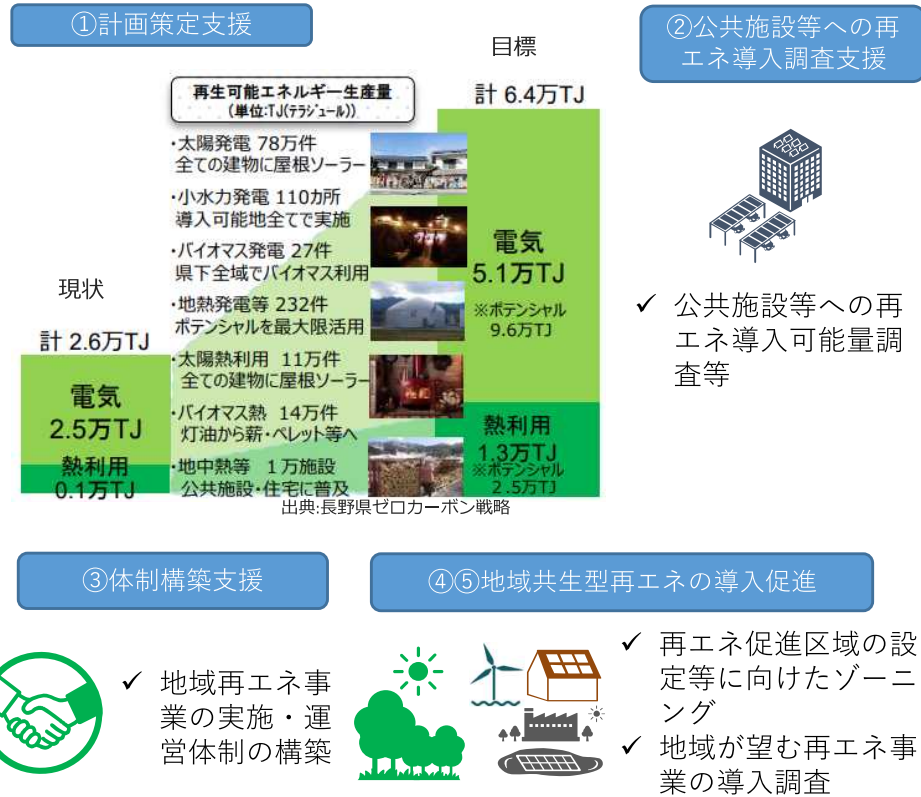 ①計画策定支援
目標
再生可能エネルギー生産量
(単位:TJ(テラジュール))
計 6.4万TJ
・太陽発電 78万件
全ての建物に屋根ソーラー
・小水力発電 110カ所
導入可能地全てで実施
・バイオマス発電 27件
県下全域でバイオマス利用
・地熱発電等 232件
ポテンシャルを最大限活用
・太陽熱利用 11万件
全ての建物に屋根ソーラー
・バイオマス熱 14万件
灯油から薪・ペレット等へ
・地中熱等 1万施設
公共施設・住宅に普及
現状
計 2.6万TJ
電気
2.5万TJ
熱利用
0.1万TJ
電気
5.1万TJ
※ポテンシャル
9.6万TJ
熱利用
1.3万TJ
※ポテンシャル
2.5万TJ
出典:長野県ゼロカーボン戦略
②公共施設等への再
エネ導入調査支援
✓ 公共施設等への再
エネ導入可能量調
査等
③体制構築支援
✓ 地域再エネ事
業の実施・運
営体制の構築
④⑤地域共生型再エネの導入促進
✓ 再エネ促進区域の設
定等に向けたゾーニ
ング
✓ 地域が望む再エネ事
業の導入調査